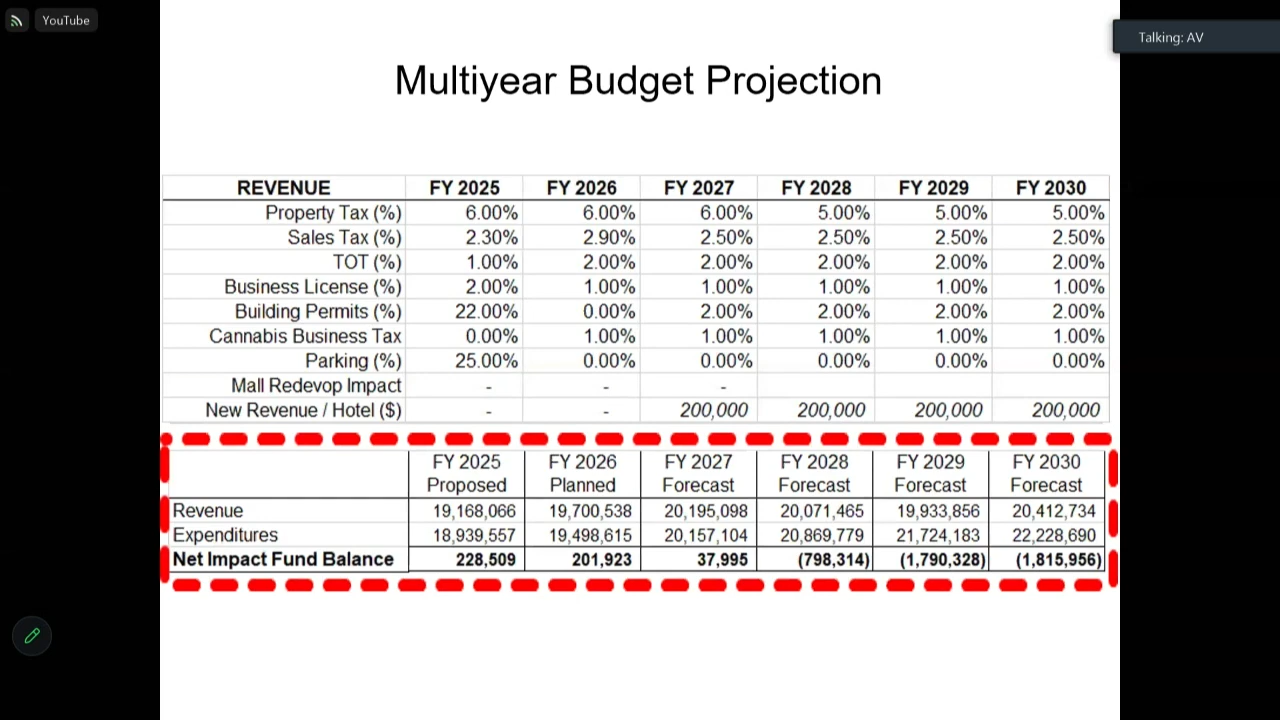 YouTube
Talking: AV
Multiyear Budget Projection
REVENUE FY 2025 FY 2026 FY 2027 FY 2028 FY 2029 FY 2030
Property Tax (%) 6.00% 6.00% 6.00% 5.00% 5.00% 5.00%
Sales Tax (%) 2.30% 2.90% 2.50% 2.50% 2.50% 2.50%
TOT (%) 1.00% 2.00% 2.00% 2.00% 2.00% 2.00%
Business License (%) 2.00% 1.00% 1.00% 1.00% 1.00% 1.00%
Building Permits (%) 22.00% 0.00% 2.00% 2.00% 2.00% 2.00%
Cannabis Business Tax 0.00% 1.00% 1.00% 1.00% 1.00% 1.00%
Parking (%) 25.00% 0.00% 0.00% 0.00% 0.00% 0.00%
Mall Redevop Impact - - -
New Revenue / Hotel ($) - - 200,000 200,000 200,000 200,000
FY 2025 FY 2026 FY 2027 FY 2028 FY 2029 FY 2030
Proposed Planned Forecast Forecast Forecast Forecast
Revenue 19,168,066 19,700,538 20,195,098 20,071,465 19,933,856 20,412,734
Expenditures 18,939,557 19,498,615 20,157,104 20,869,779 21,724,183 22,228,690
Net Impact Fund Balance 228,509 201,923 37,995 (798,314) (1,790,328) (1,815,956)